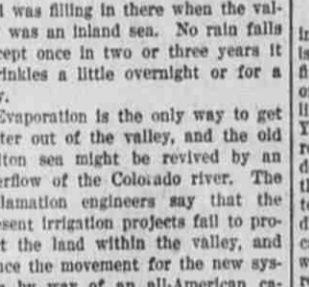 l was filling in there when the val-
was an inland sea. No rain falls
cept once in two or three years it
rinkles a little overnight or for a
y.
Evaporation is the only way to get
ter out of the valley, and the old
lton sea might be revived by an
erflow of the Colorado river. The
lamation engineers say that the
esent irrigation projects fail to pro-
t the land within the valley, and
nce the movement for the new sys-
by way of an all-American ca-